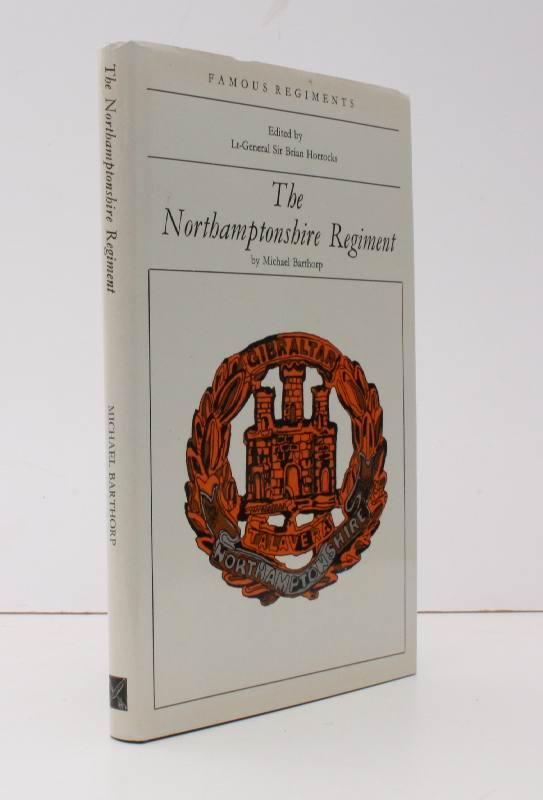 The Northamptonshire Regiment
MICHAEL BARTHORP
FAMOUS REGIMENTS
Edited by
Lt-General Sir Brian Horrocks
The
Northamptonshire Regiment
by Michael Barthorp
GIBRALTAR
TALAVERA
NORTHAMPTONSHIRE